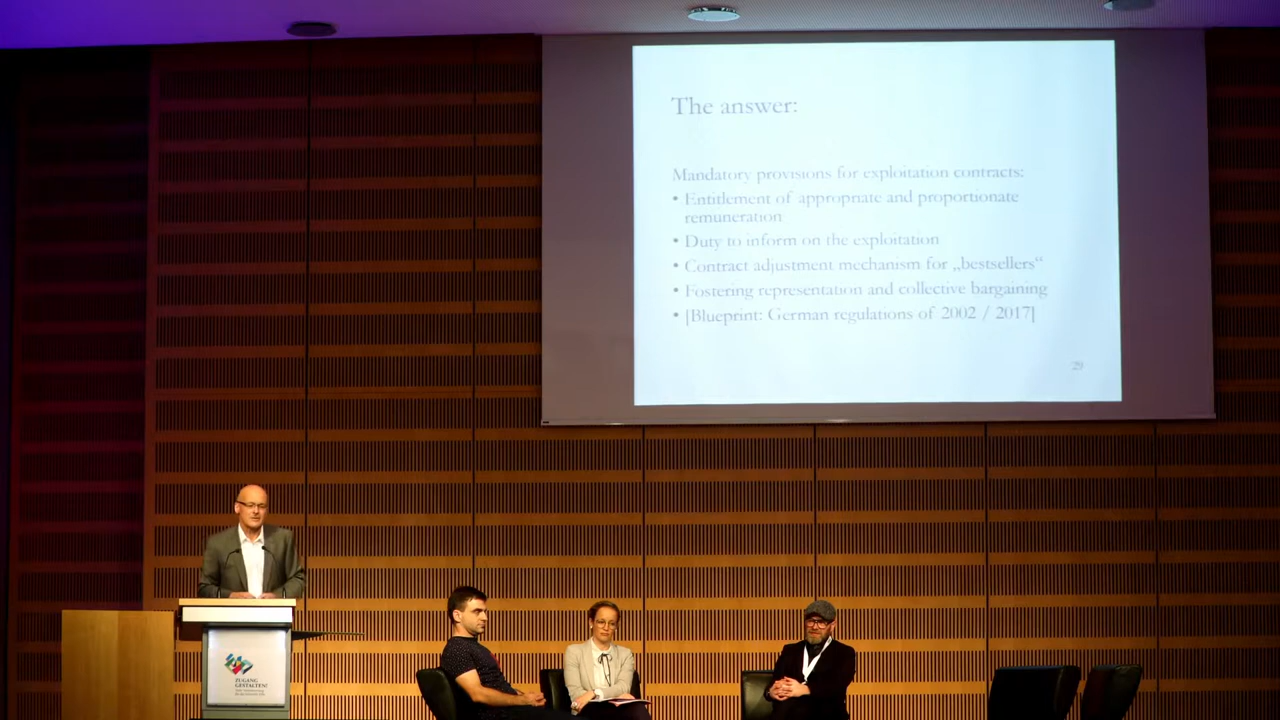 The answer:
Mandatory provisions for exploitation contracts:
• Entitlement of appropriate and proportionate
remuneration
• Duty to inform on the exploitation
• Contract adjustment mechanism for „bestsellers“
• Fostering representation and collective bargaining
• [Blueprint: German regulations of 2002 / 2017]
29
ZUGANG
GESTALTEN!